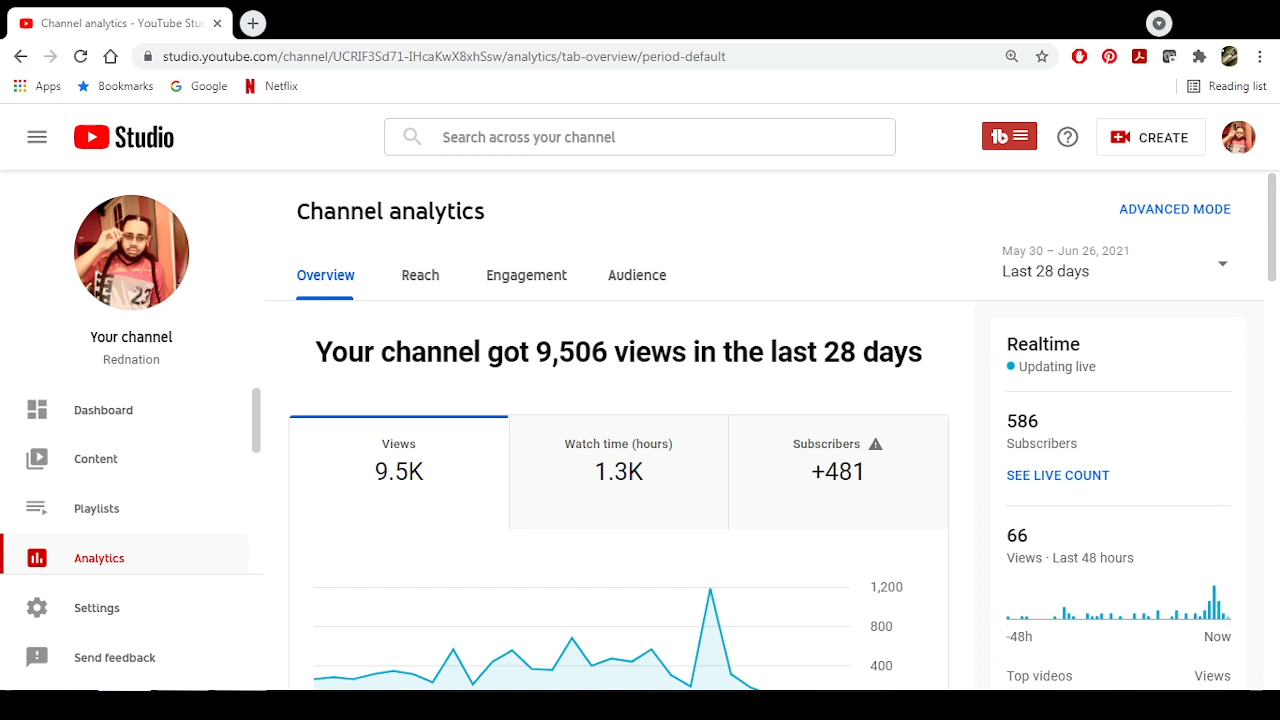 Channel analytics - YouTube Stu
studio.youtube.com/channel/UCRIF3Sd71-IHcaKwX8xhSsw/analytics/tab-overview/period-default
Apps
Bookmarks
Google
Netflix
Reading list
Studio
Search across your channel
CREATE
Your channel
Rednation
Dashboard
Content
Playlists
Analytics
Settings
Send feedback
Channel analytics
ADVANCED MODE
May 30 – Jun 26, 2021
Last 28 days
Overview
Reach
Engagement
Audience
Your channel got 9,506 views in the last 28 days
Views
9.5K
Watch time (hours)
1.3K
Subscribers
+481
1,200
800
400
Realtime
Updating live
586
Subscribers
SEE LIVE COUNT
66
Views · Last 48 hours
-48h
Now
Top videos
Views